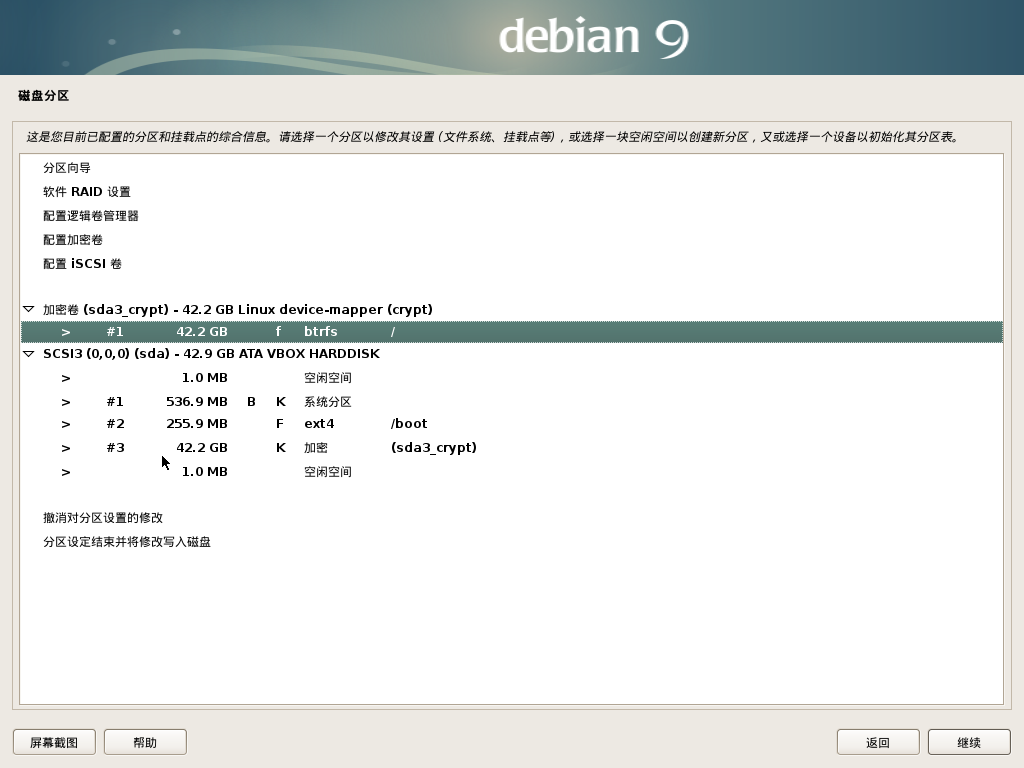 debian 9
磁盘分区
这是您目前已配置的分区和挂载点的综合信息。请选择一个分区以修改其设置 (文件系统、挂载点等) , 或选择一块空闲空间以创建新分区 , 又或选择一个设备以初始化其分区表。
分区向导
软件 RAID 设置
配置逻辑卷管理器
配置加密卷
配置 iSCSI 卷
加密卷 (sda3_crypt) - 42.2 GB Linux device-mapper (crypt)
> #1 42.2 GB f btrfs /
SCSI3 (0,0,0) (sda) - 42.9 GB ATA VBOX HARDDISK
> 1.0 MB 空闲空间
> #1 536.9 MB B K 系统分区
> #2 255.9 MB F ext4 /boot
> #3 42.2 GB K 加密 (sda3_crypt)
> 1.0 MB 空闲空间
撤消对分区设置的修改
分区设定结束并将修改写入磁盘
屏幕截图 帮助 返回 继续